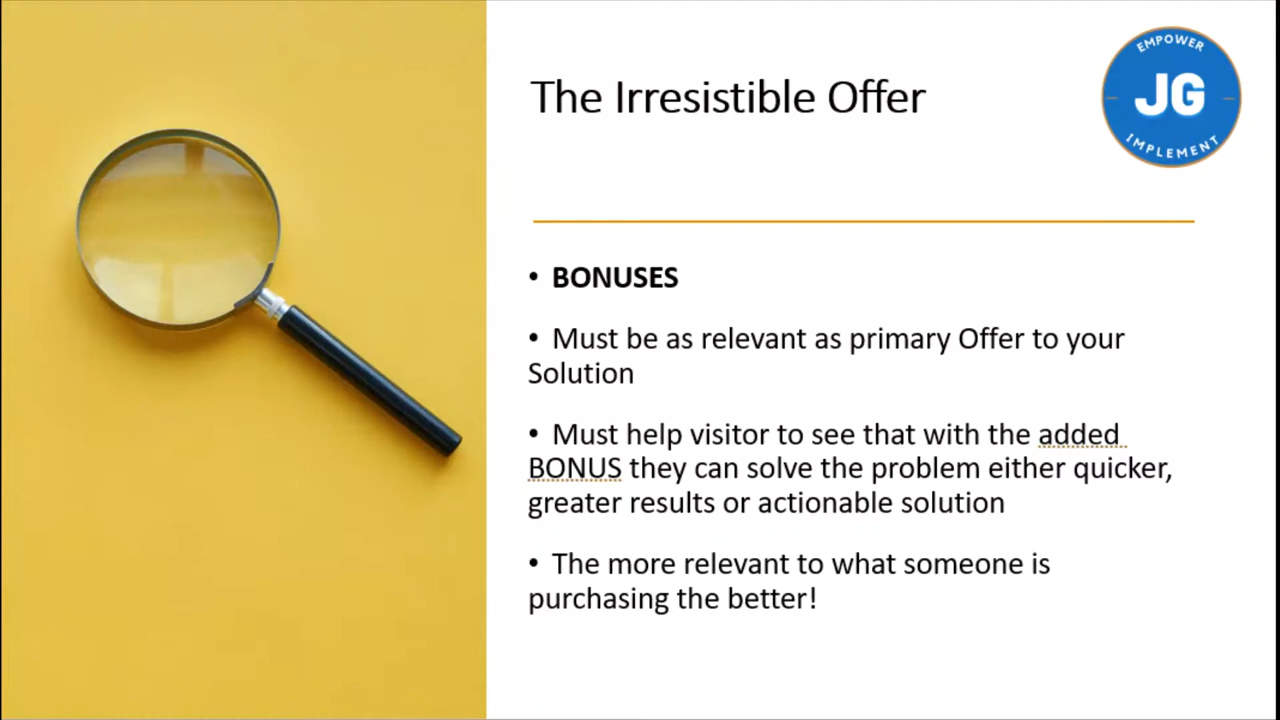 The Irresistible Offer
EMPOWER
JG
IMPLEMENT
• BONUSES
• Must be as relevant as primary Offer to your
Solution
• Must help visitor to see that with the added
BONUS they can solve the problem either quicker,
greater results or actionable solution
• The more relevant to what someone is
purchasing the better!